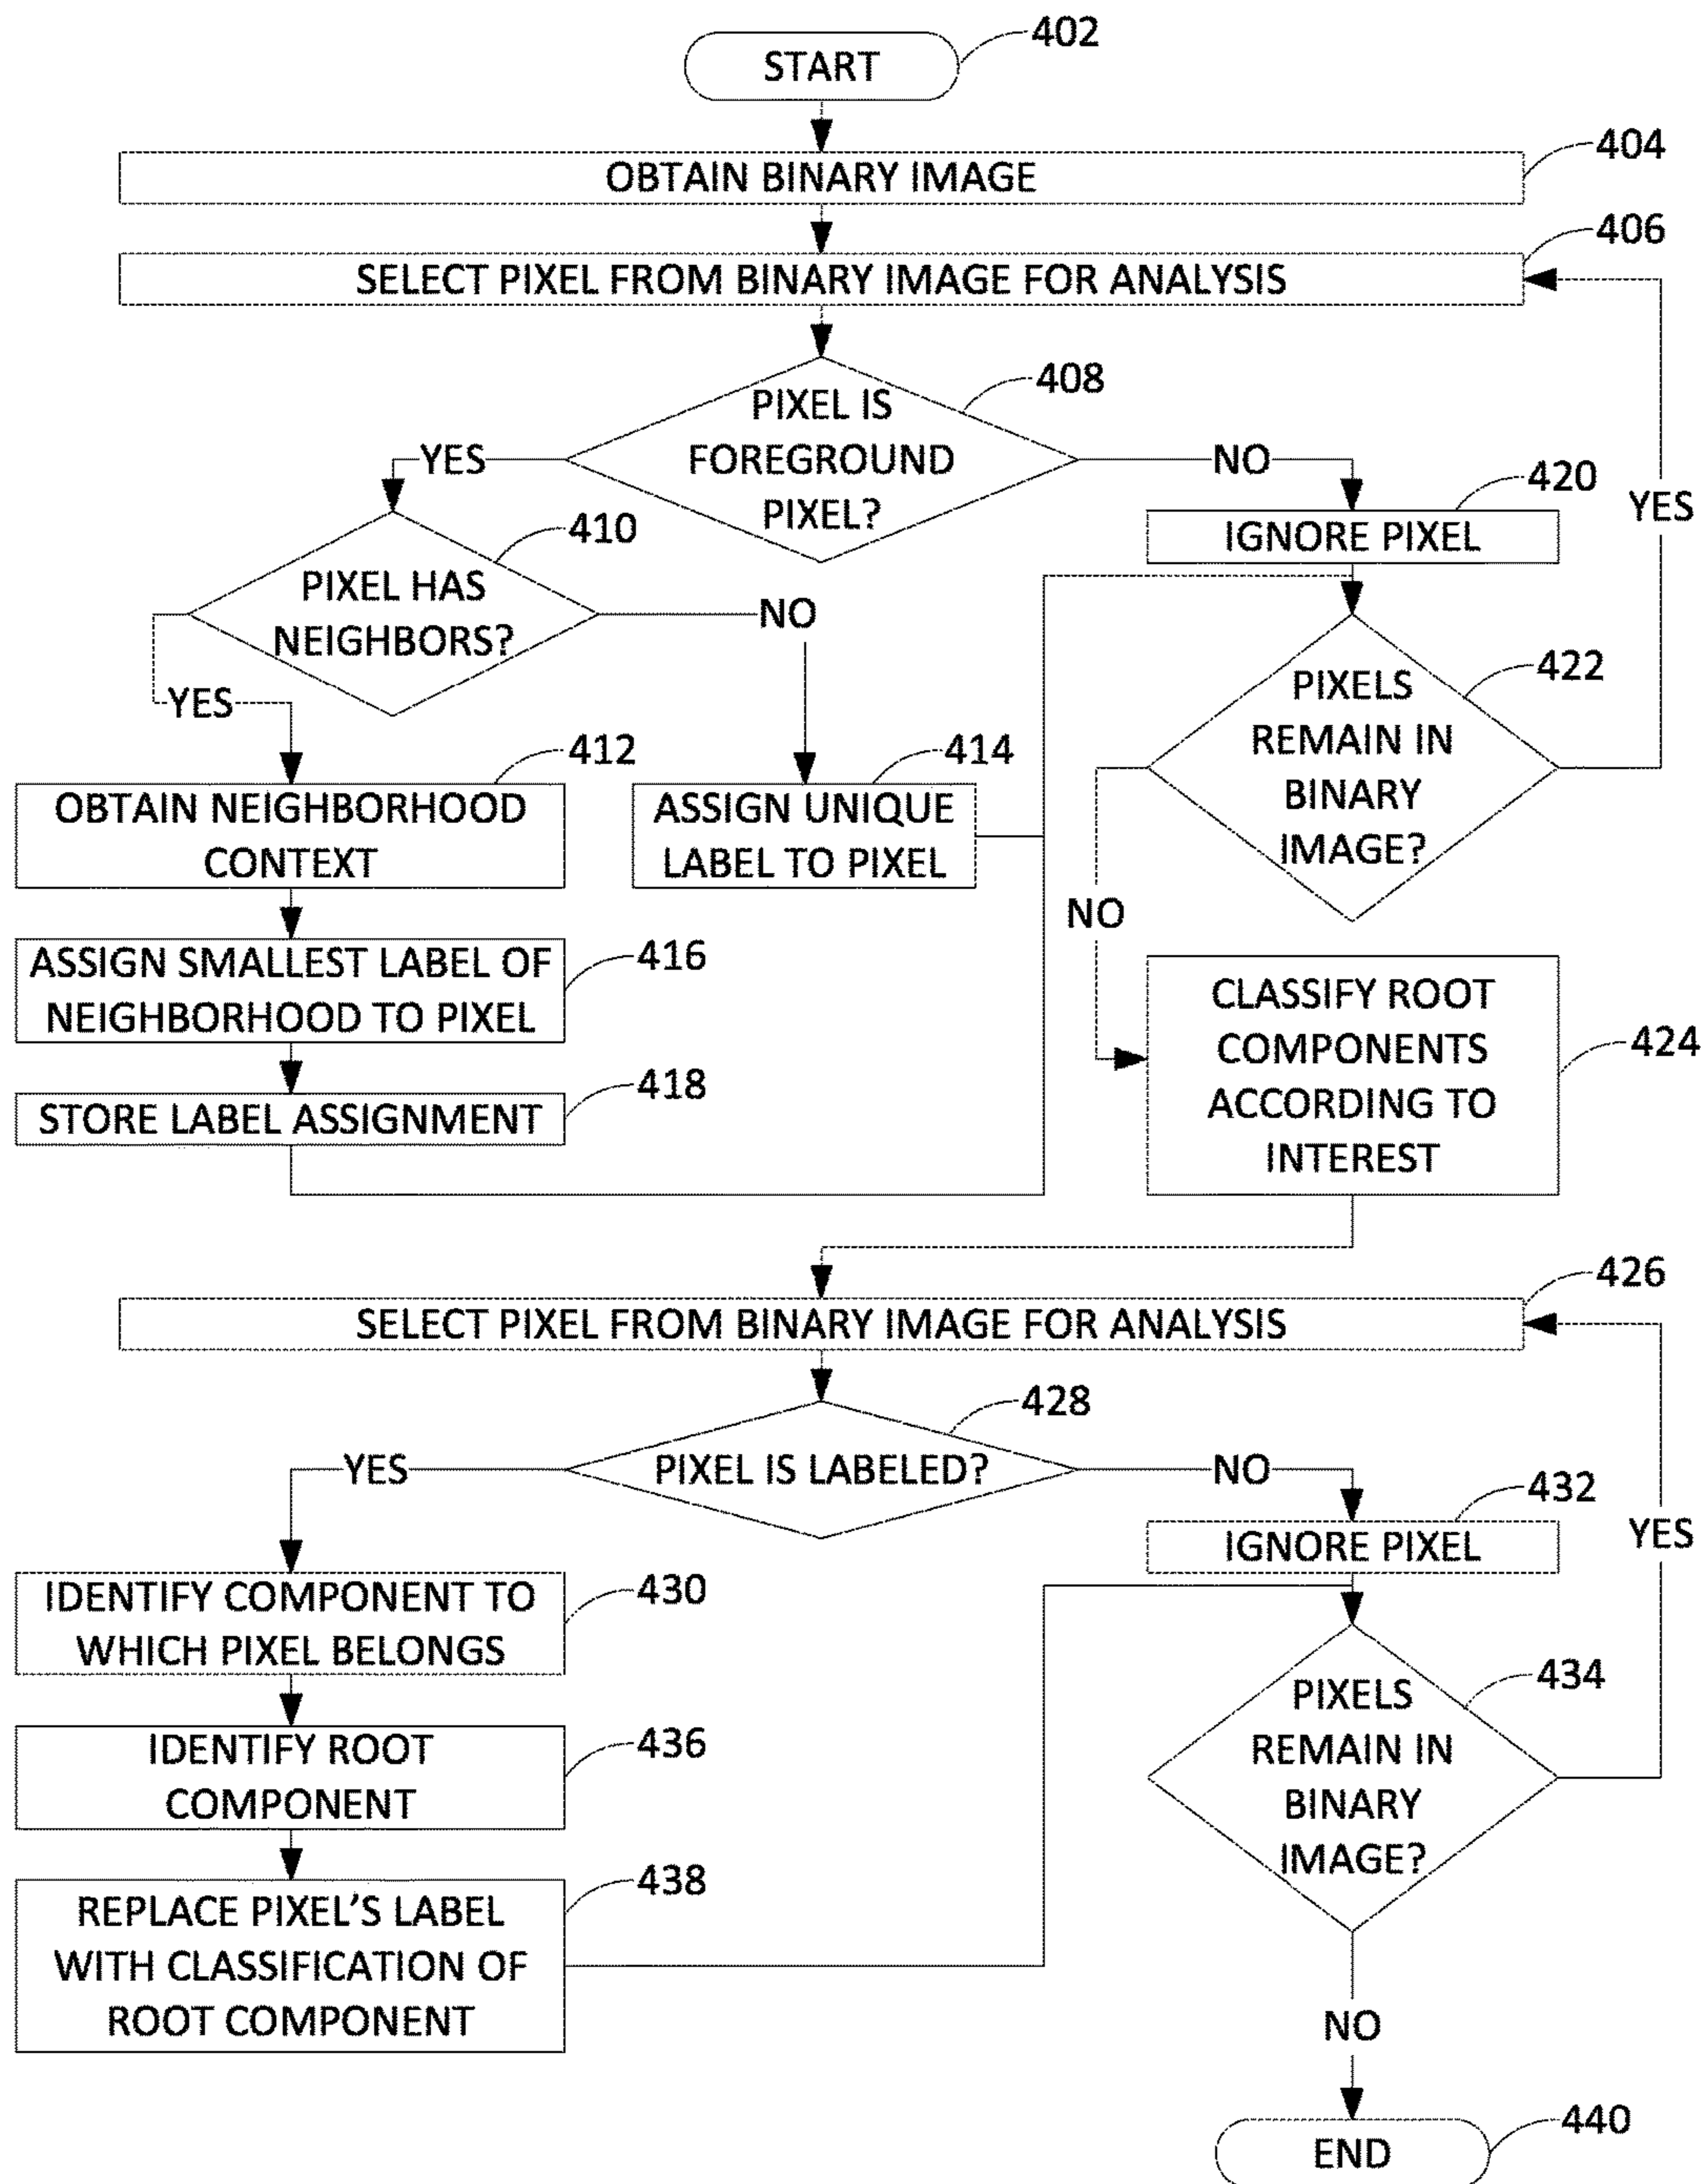 402
START
404
OBTAIN BINARY IMAGE
406
SELECT PIXEL FROM BINARY IMAGE FOR ANALYSIS
408
PIXEL IS
FOREGROUND
PIXEL?
YES
NO
420
IGNORE PIXEL
YES
410
PIXEL HAS
NEIGHBORS?
NO
YES
422
PIXELS
REMAIN IN
BINARY
IMAGE?
NO
412
OBTAIN NEIGHBORHOOD
CONTEXT
414
ASSIGN UNIQUE
LABEL TO PIXEL
416
ASSIGN SMALLEST LABEL OF
NEIGHBORHOOD TO PIXEL
418
STORE LABEL ASSIGNMENT
CLASSIFY ROOT
COMPONENTS
ACCORDING TO
INTEREST
424
426
SELECT PIXEL FROM BINARY IMAGE FOR ANALYSIS
428
PIXEL IS LABELED?
YES
NO
432
IGNORE PIXEL
YES
430
IDENTIFY COMPONENT TO
WHICH PIXEL BELONGS
434
PIXELS
REMAIN IN
BINARY
IMAGE?
436
IDENTIFY ROOT
COMPONENT
438
REPLACE PIXEL'S LABEL
WITH CLASSIFICATION OF
ROOT COMPONENT
NO
440
END